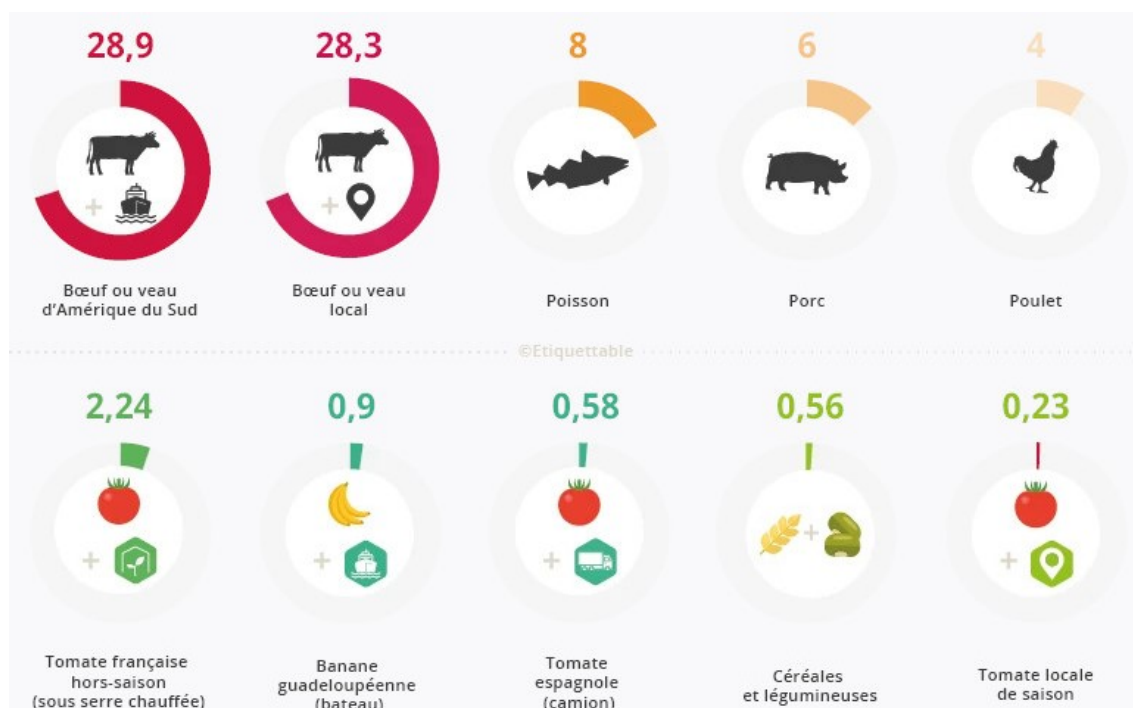 28,9
28,3
8
6
4
Bœuf ou veau
d'Amérique du Sud
Bœuf ou veau
local
Poisson
Porc
Poulet
©Etiquettable
2,24
0,9
0,58
0,56
0,23
Tomate française
hors-saison
(sous serre chauffée)
Banane
guadeloupéenne
(bateau)
Tomate
espagnole
(camion)
Céréales
et légumineuses
Tomate locale
de saison